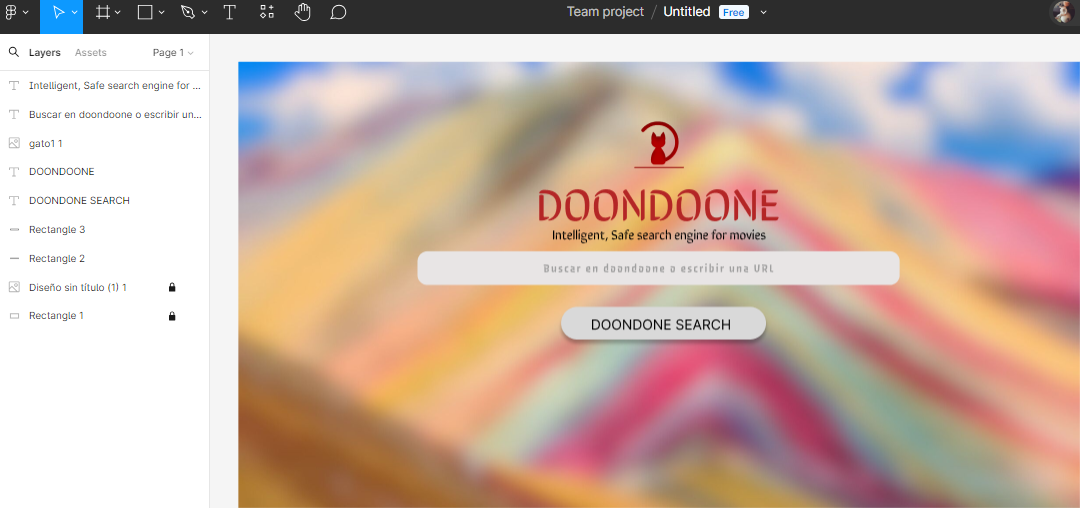 Team project / Untitled Free
Layers Assets Page 1
Intelligent, Safe search engine for ...
Buscar en doondoone o escribir un...
gato1 1
DOONDOONE
DOONDONE SEARCH
Rectangle 3
Rectangle 2
Diseño sin título (1) 1
Rectangle 1
DOONDOONE
Intelligent, Safe search engine for movies
Buscar en doondoone o escribir una URL
DOONDONE SEARCH